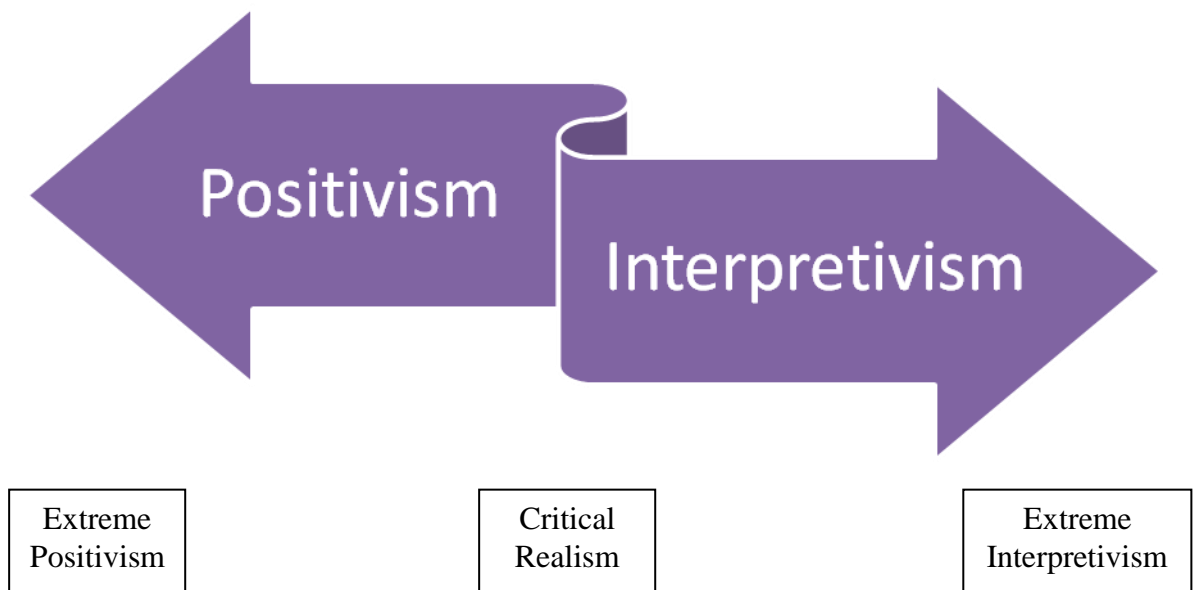 Positivism
Interpretivism
Extreme
Positivism
Critical
Realism
Extreme
Interpretivism